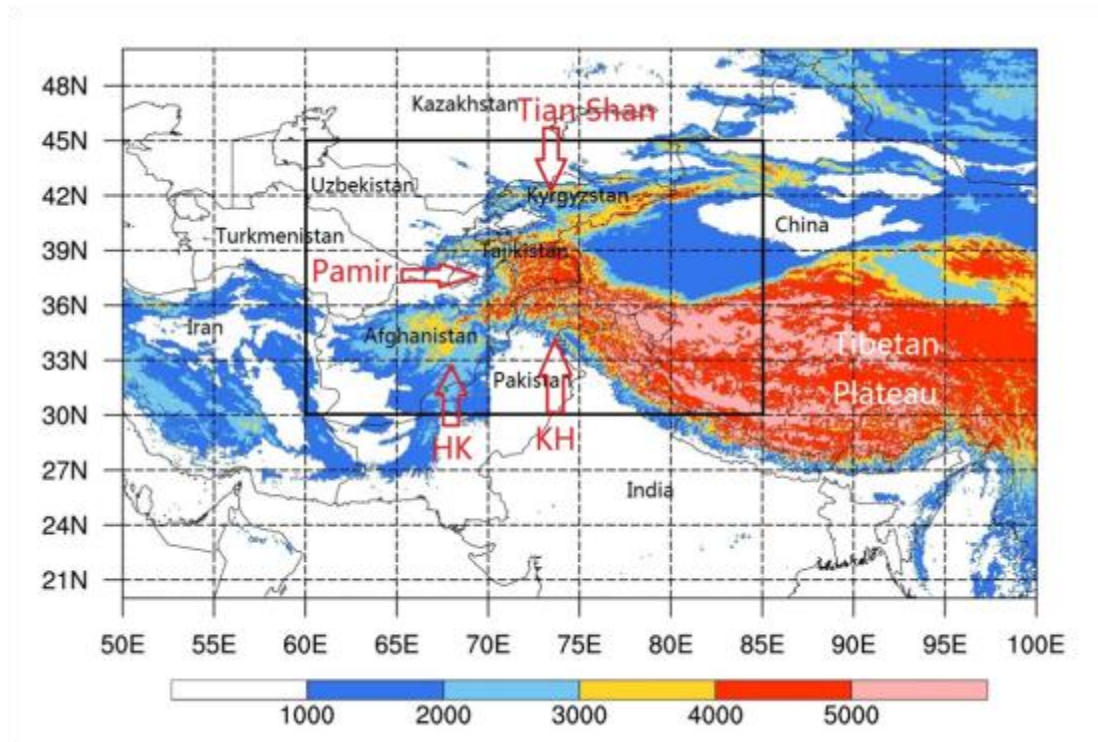 48N
Kazakhstan
Tian-Shan
45N
Uzbekistan
42N
Kyrgyzstan
Turkmenistan
China
39N
Tajikistan
Pamir
36N
Iran
Afghanistan
Tibetan
33N
Pakistan
Plateau
30N
HK
KH
27N
India
24N
21N
50E 55E 60E 65E 70E 75E 80E 85E 90E 95E 100E
1000 2000 3000 4000 5000